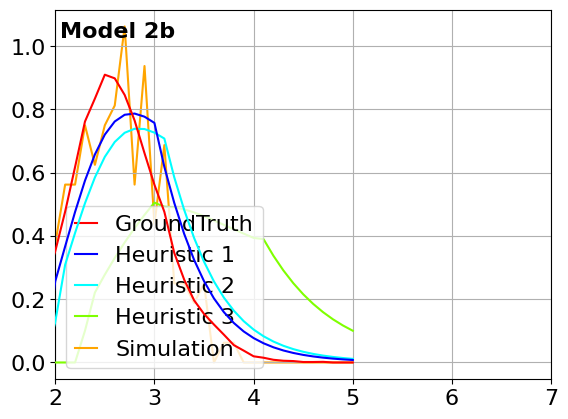 Model 2b
1.0
0.8
0.6
0.4
0.2
0.0
GroundTruth
Heuristic 1
Heuristic 2
Heuristic 3
Simulation
2 3 4 5 6 7